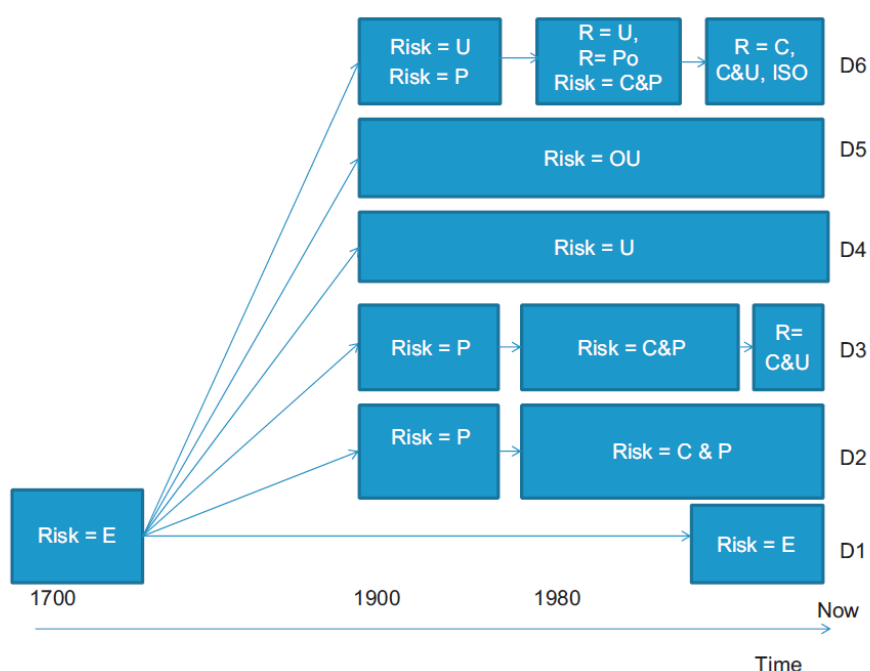 Risk = U
Risk = P
R = U,
R= Po
Risk = C&P
R = C,
C&U, ISO
D6
Risk = OU
D5
Risk = U
D4
Risk = P
Risk = C&P
R=
C&U
D3
Risk = P
Risk = C & P
D2
Risk = E
Risk = E
D1
1700
1900
1980
Now
Time